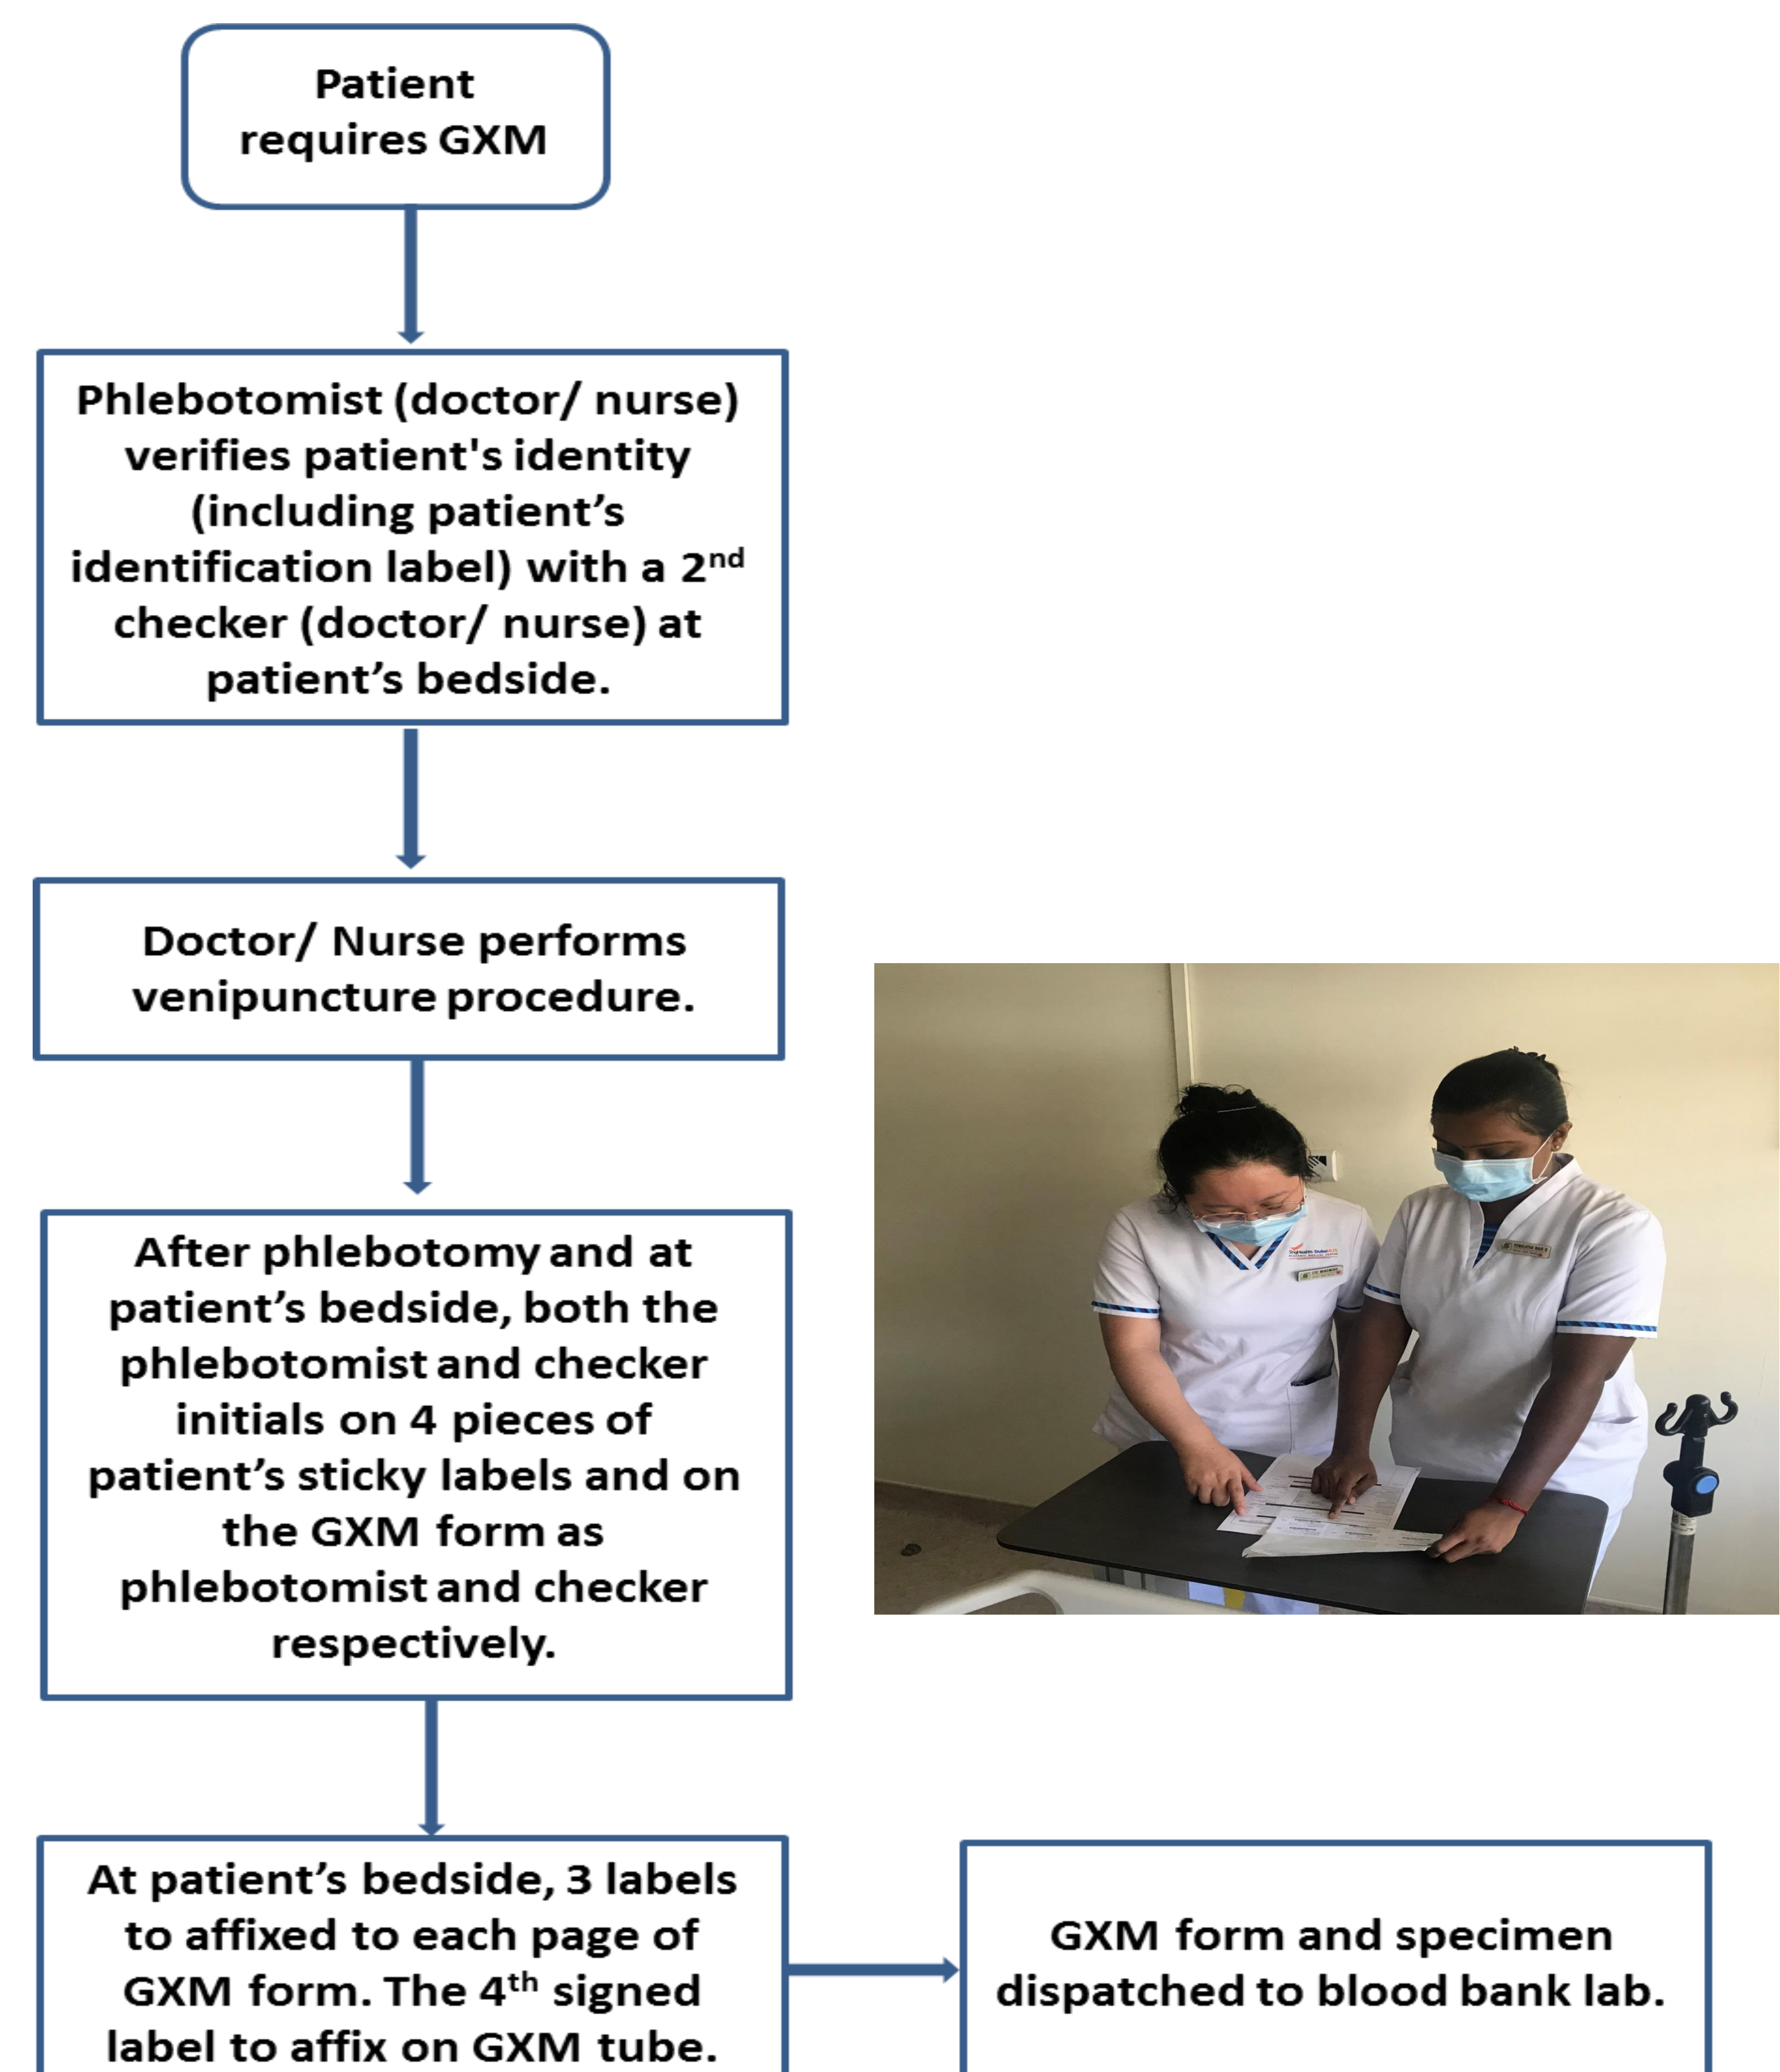 Patient
requires GXM
Phlebotomist (doctor/ nurse)
verifies patient's identity
(including patient’s
identification label) with a 2nd
checker (doctor/ nurse) at
patient’s bedside.
Doctor/ Nurse performs
venipuncture procedure.
After phlebotomy and at
patient’s bedside, both the
phlebotomist and checker
initials on 4 pieces of
patient’s sticky labels and on
the GXM form as
phlebotomist and checker
respectively.
At patient’s bedside, 3 labels
to affixed to each page of
GXM form. The 4th signed
label to affix on GXM tube.
GXM form and specimen
dispatched to blood bank lab.